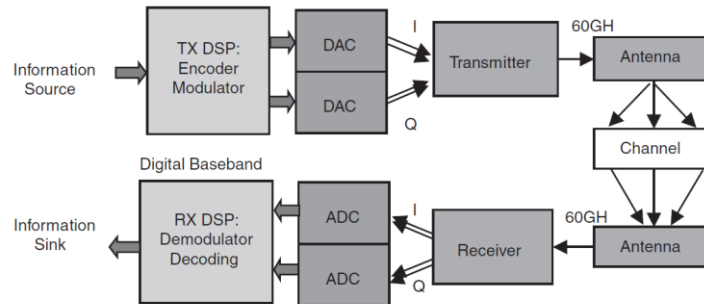 Information
Source
TX DSP:
Encoder
Modulator
DAC
DAC
I
Q
Transmitter
60GH
Antenna
Channel
Digital Baseband
Information
Sink
RX DSP:
Demodulator
Decoding
ADC
ADC
I
Q
Receiver
60GH
Antenna